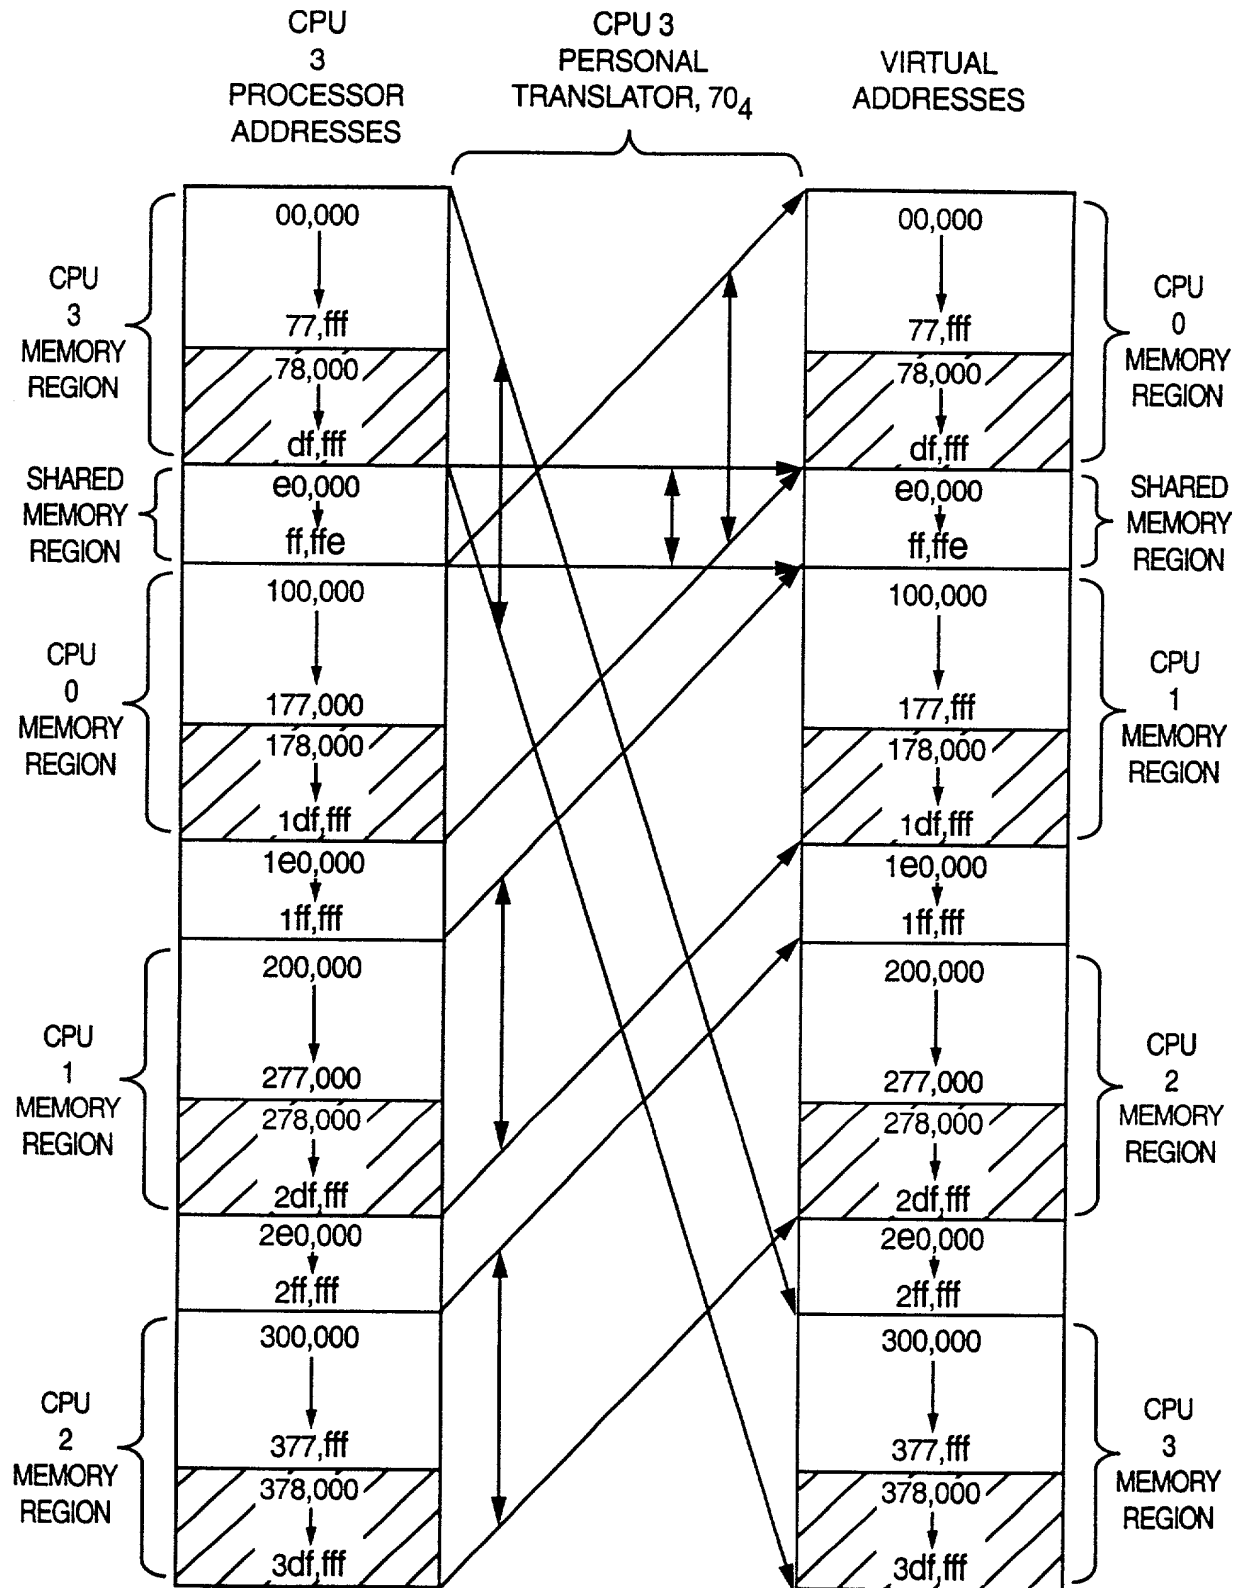 CPU
3
PROCESSOR
ADDRESSES
CPU 3
PERSONAL
TRANSLATOR, 70₄
VIRTUAL
ADDRESSES
CPU
3
MEMORY
REGION
00,000
77,fff
78,000
df,fff
SHARED
MEMORY
REGION
e0,000
ff,ffe
CPU
0
MEMORY
REGION
100,000
177,000
178,000
1df,fff
1e0,000
1ff,fff
CPU
1
MEMORY
REGION
200,000
277,000
278,000
2df,fff
2e0,000
2ff,fff
CPU
2
MEMORY
REGION
300,000
377,fff
378,000
3df,fff
00,000
77,fff
78,000
df,fff
CPU
0
MEMORY
REGION
e0,000
ff,ffe
SHARED
MEMORY
REGION
100,000
177,fff
178,000
1df,fff
CPU
1
MEMORY
REGION
1e0,000
1ff,fff
200,000
277,000
278,000
2df,fff
CPU
2
MEMORY
REGION
2e0,000
2ff,fff
300,000
377,fff
378,000
3df,fff
CPU
3
MEMORY
REGION